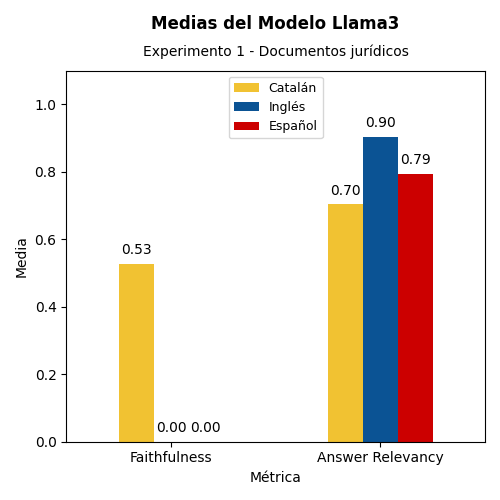 Medias del Modelo Llama3
Experimento 1 - Documentos jurídicos
Catalán
Inglés
Español
Media
1.0
0.8
0.6
0.4
0.2
0.0
0.53
0.00
0.00
0.70
0.90
0.79
Faithfulness
Answer Relevancy
Métrica